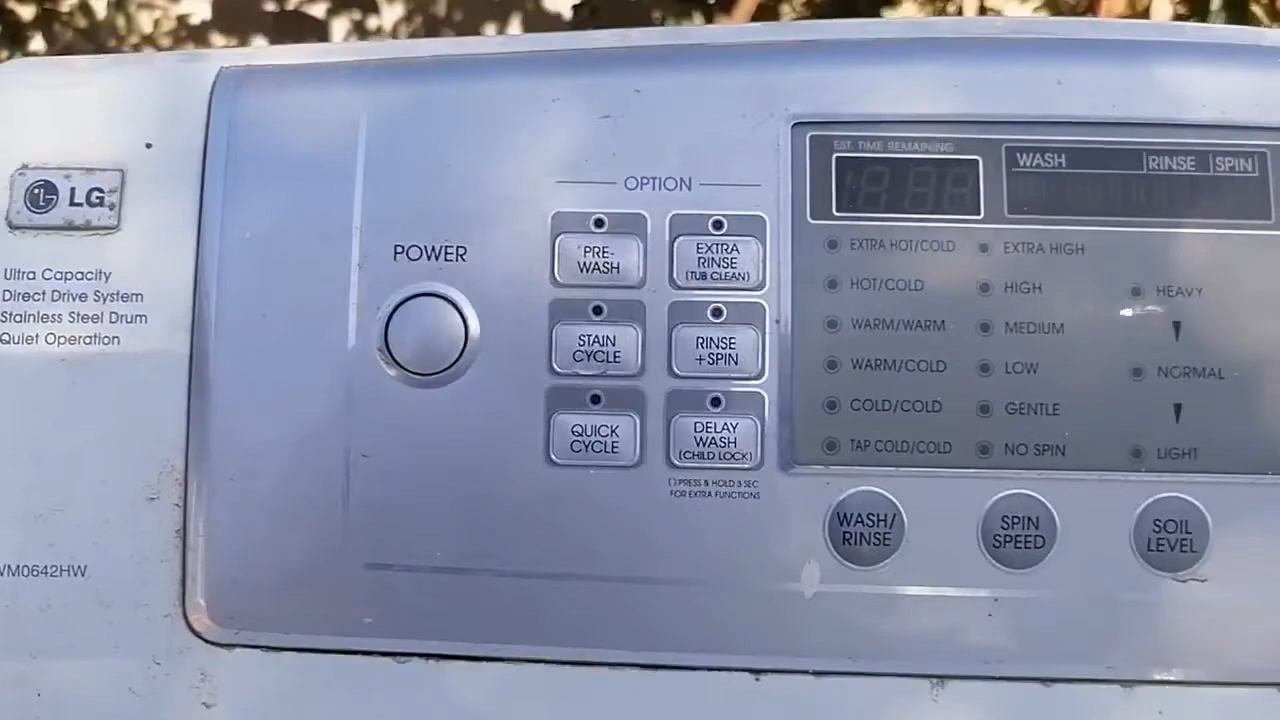 LG
Ultra Capacity
Direct Drive System
Stainless Steel Drum
Quiet Operation
WM0642HW
POWER
OPTION
PRE-
WASH
EXTRA
RINSE
(TUB CLEAN)
STAIN
CYCLE
RINSE
+SPIN
QUICK
CYCLE
DELAY
WASH
(CHILD LOCK)
( ):PRESS & HOLD 3 SEC
FOR EXTRA FUNCTIONS
EST. TIME REMAINING
WASH RINSE SPIN
EXTRA HOT/COLD
HOT/COLD
WARM/WARM
WARM/COLD
COLD/COLD
TAP COLD/COLD
EXTRA HIGH
HIGH
MEDIUM
LOW
GENTLE
NO SPIN
HEAVY
NORMAL
LIGHT
WASH/
RINSE
SPIN
SPEED
SOIL
LEVEL